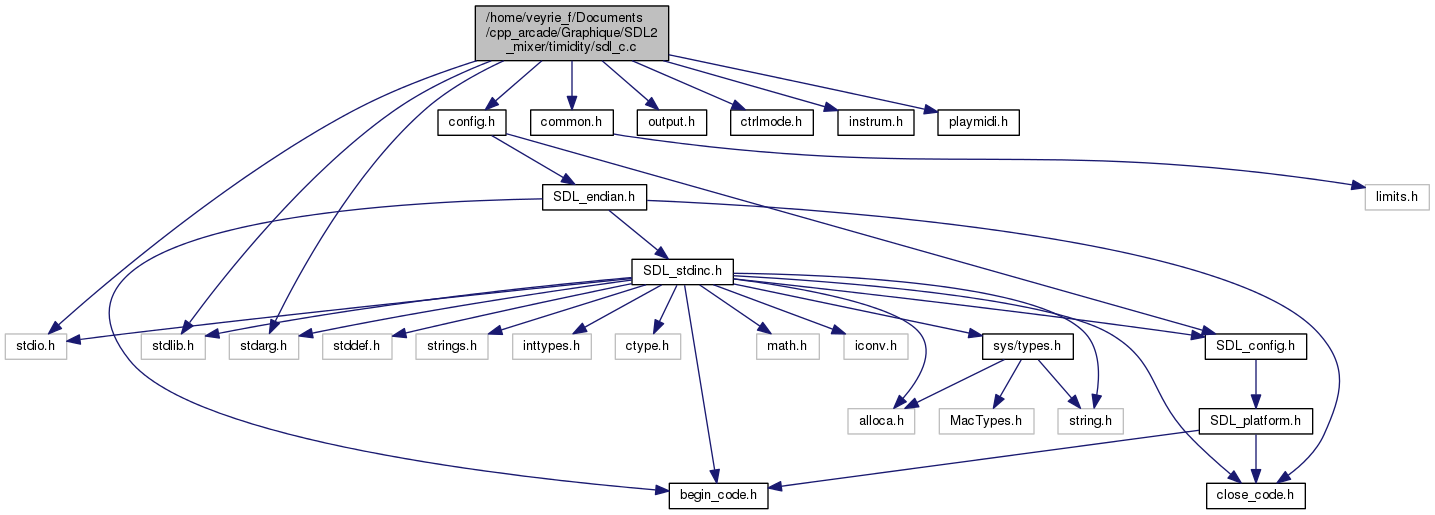 /home/veyrie_f/Documents
/cpp_arcade/Graphique/SDL2
_mixer/timidity/sdl_c.c
config.h
common.h
output.h
ctrlmode.h
instrum.h
playmidi.h
SDL_endian.h
limits.h
SDL_stdinc.h
stdio.h
stdlib.h
stdarg.h
stddef.h
strings.h
inttypes.h
ctype.h
math.h
iconv.h
sys/types.h
SDL_config.h
alloca.h
MacTypes.h
string.h
SDL_platform.h
begin_code.h
close_code.h